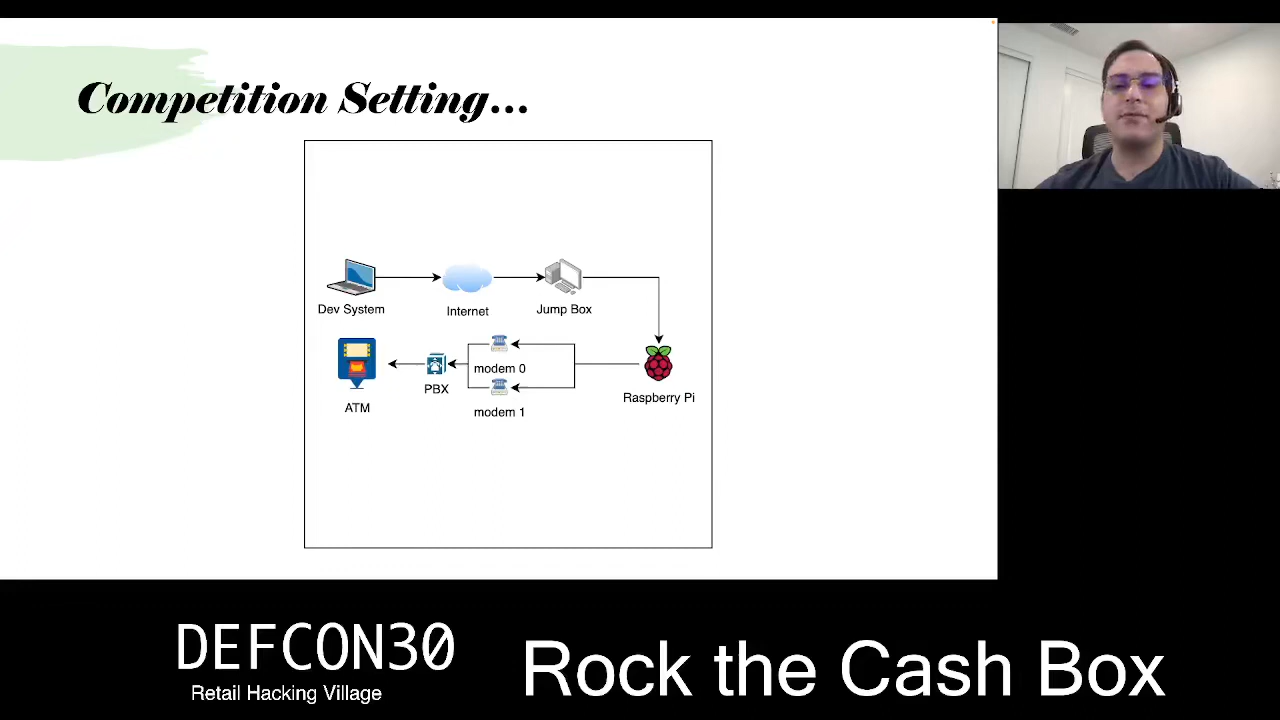 Competition Setting...
Dev System
Internet
Jump Box
modem 0
PBX
ATM
modem 1
Raspberry Pi
DEFCON30
Retail Hacking Village
Rock the Cash Box